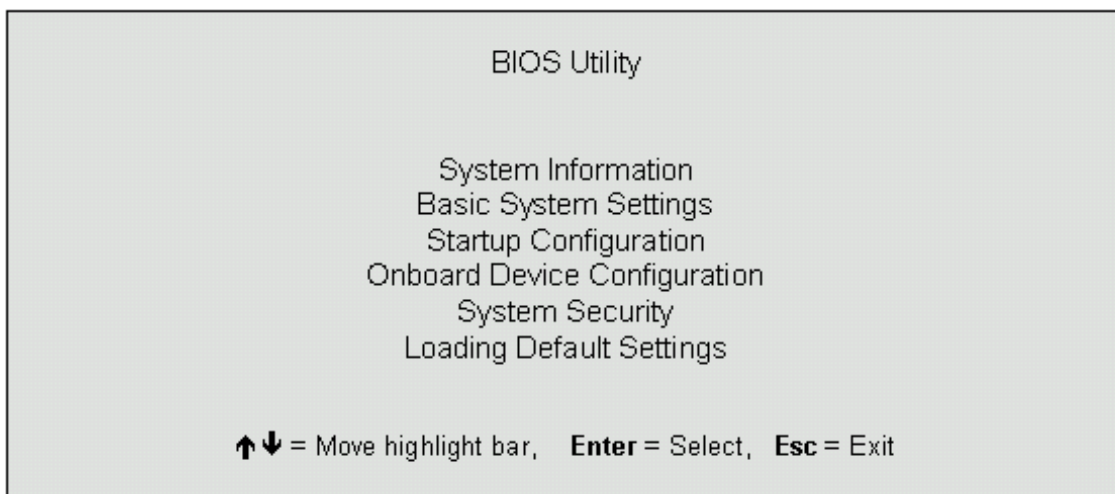 BIOS Utility
System Information
Basic System Settings
Startup Configuration
Onboard Device Configuration
System Security
Loading Default Settings
↑↓ = Move highlight bar, Enter = Select, Esc = Exit